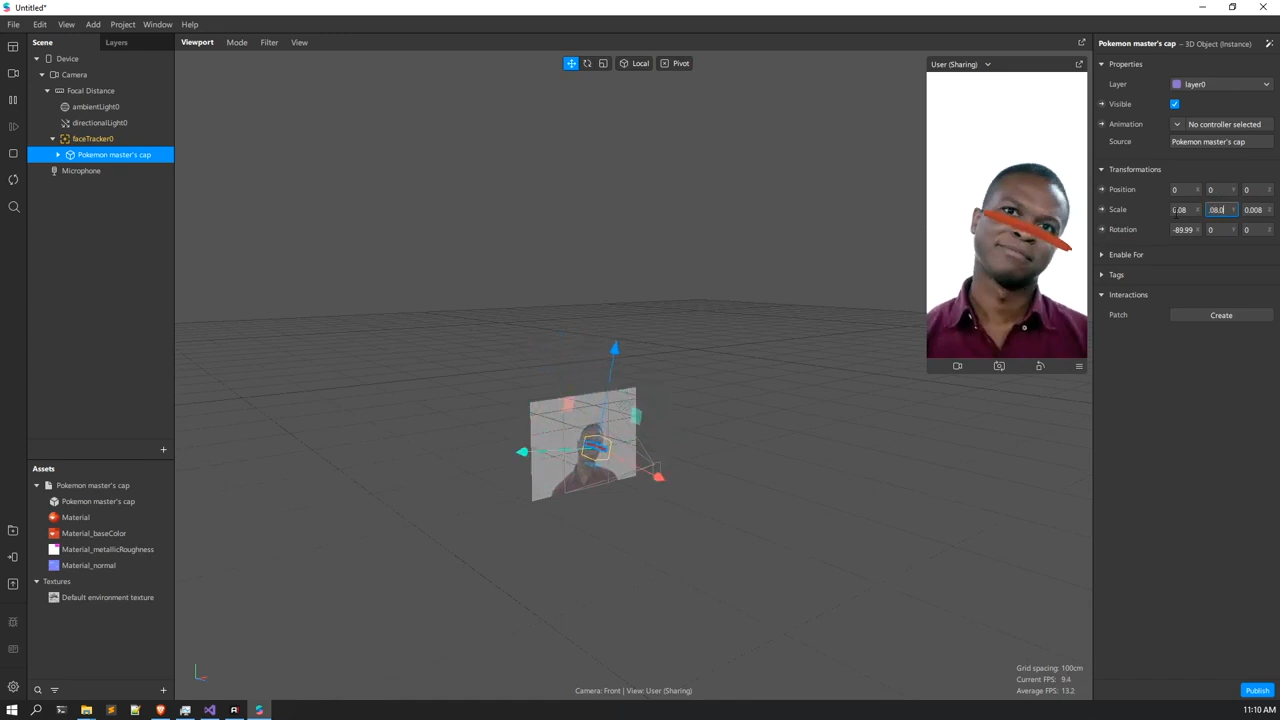 Untitled*
File Edit View Add Project Window Help
Scene Layers
Viewport Mode Filter View
Pokemon master's cap – 3D Object (Instance)
Device
Camera
Focal Distance
ambientLight0
directionalLight0
faceTracker0
Pokemon master's cap
Microphone
Local Pivot
User (Sharing)
Properties
Layer layer0
Visible
Animation No controller selected
Source Pokemon master's cap
Transformations
Position 0 X 0 Y 0 Z
Scale 0.08 X .08.0 Y 0.008 Z
Rotation -89.99 X 0 Y 0 Z
Enable For
Tags
Interactions
Patch Create
Assets
Pokemon master's cap
Pokemon master's cap
Material
Material_baseColor
Material_metallicRoughness
Material_normal
Textures
Default environment texture
Grid spacing: 100cm
Current FPS: 9.4
Average FPS: 13.2
Camera: Front | View: User (Sharing)
Publish
11:10 AM